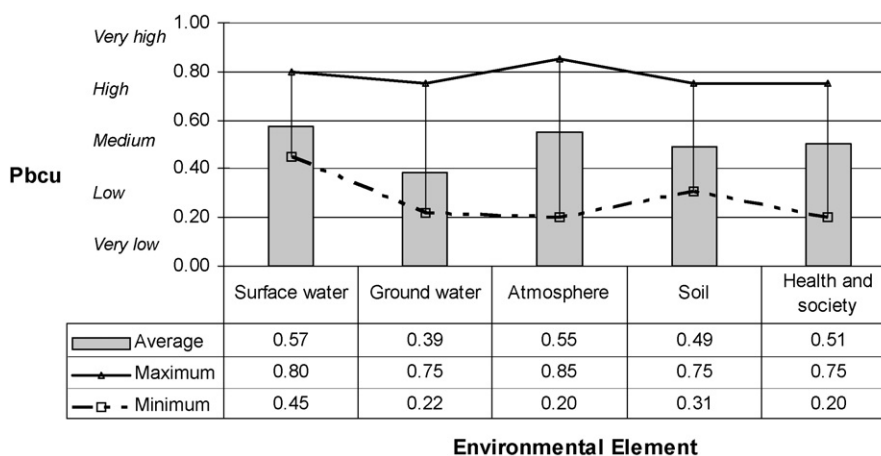 1.00
Very high
0.80
High
0.60
Medium
Pbcu
0.40
Low
0.20
Very low
0.00
Surface water Ground water Atmosphere Soil Health and
society
Average 0.57 0.39 0.55 0.49 0.51
Maximum 0.80 0.75 0.85 0.75 0.75
Minimum 0.45 0.22 0.20 0.31 0.20
Environmental Element